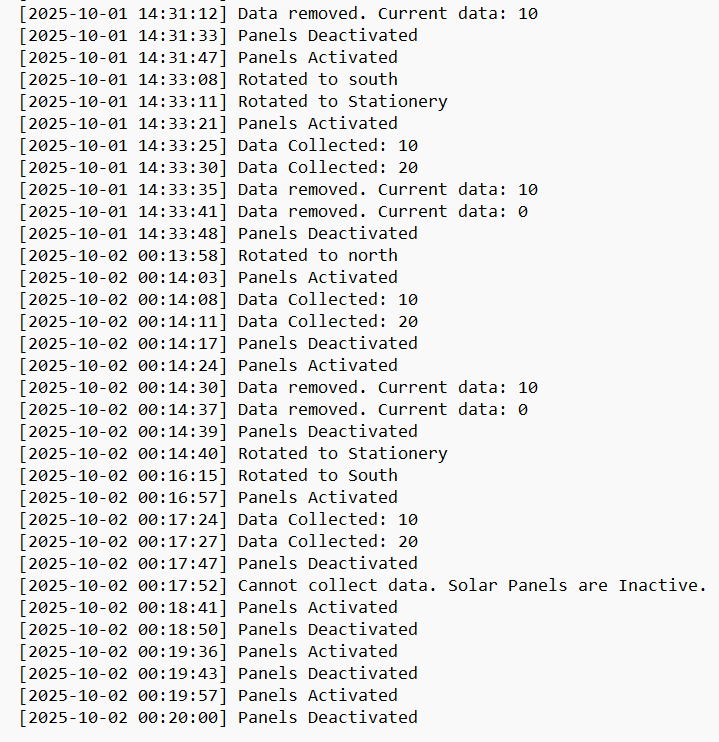 [2025-10-01 14:31:12] Data removed. Current data: 10
[2025-10-01 14:31:33] Panels Deactivated
[2025-10-01 14:31:47] Panels Activated
[2025-10-01 14:33:08] Rotated to south
[2025-10-01 14:33:11] Rotated to Stationery
[2025-10-01 14:33:21] Panels Activated
[2025-10-01 14:33:25] Data Collected: 10
[2025-10-01 14:33:30] Data Collected: 20
[2025-10-01 14:33:35] Data removed. Current data: 10
[2025-10-01 14:33:41] Data removed. Current data: 0
[2025-10-01 14:33:48] Panels Deactivated
[2025-10-02 00:13:58] Rotated to north
[2025-10-02 00:14:03] Panels Activated
[2025-10-02 00:14:08] Data Collected: 10
[2025-10-02 00:14:11] Data Collected: 20
[2025-10-02 00:14:17] Panels Deactivated
[2025-10-02 00:14:24] Panels Activated
[2025-10-02 00:14:30] Data removed. Current data: 10
[2025-10-02 00:14:37] Data removed. Current data: 0
[2025-10-02 00:14:39] Panels Deactivated
[2025-10-02 00:14:40] Rotated to Stationery
[2025-10-02 00:16:15] Rotated to South
[2025-10-02 00:16:57] Panels Activated
[2025-10-02 00:17:24] Data Collected: 10
[2025-10-02 00:17:27] Data Collected: 20
[2025-10-02 00:17:47] Panels Deactivated
[2025-10-02 00:17:52] Cannot collect data. Solar Panels are Inactive.
[2025-10-02 00:18:41] Panels Activated
[2025-10-02 00:18:50] Panels Deactivated
[2025-10-02 00:19:36] Panels Activated
[2025-10-02 00:19:43] Panels Deactivated
[2025-10-02 00:19:57] Panels Activated
[2025-10-02 00:20:00] Panels Deactivated